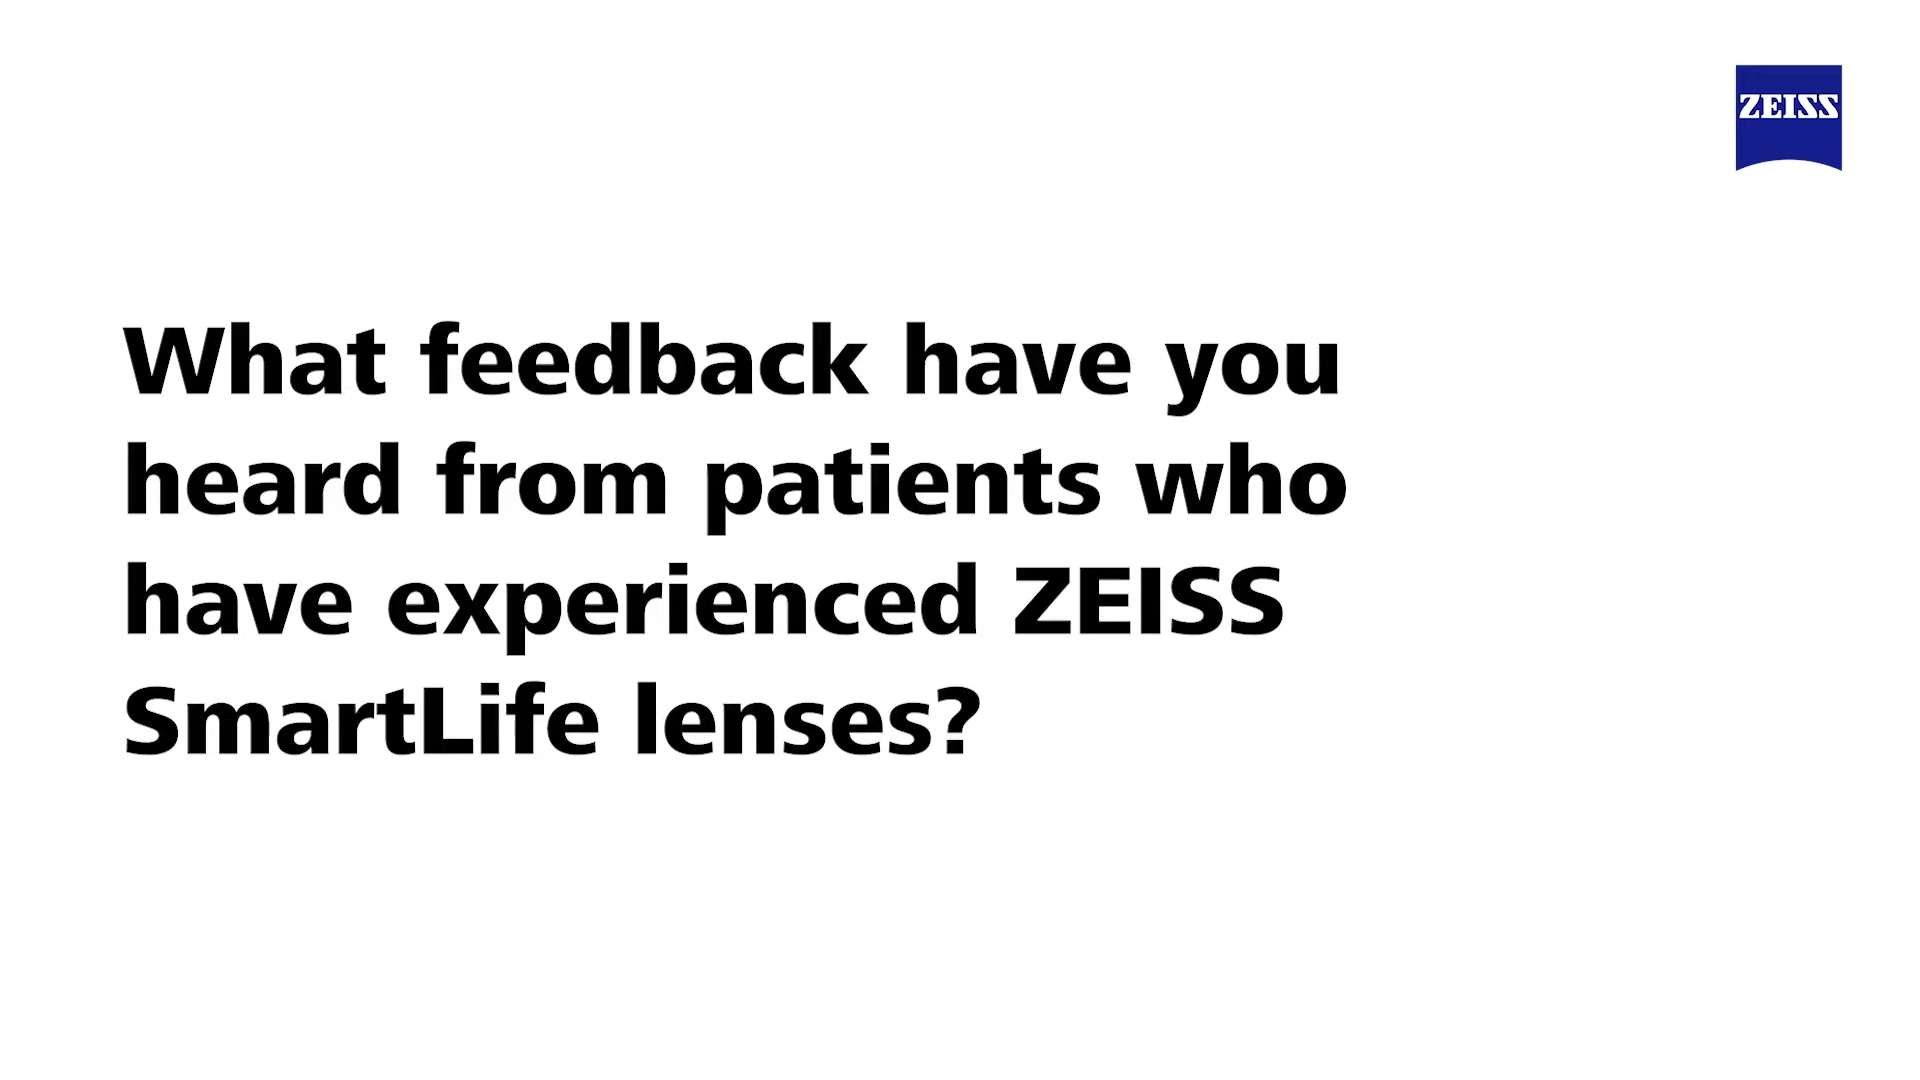 ZEISS
What feedback have you
heard from patients who
have experienced ZEISS
SmartLife lenses?